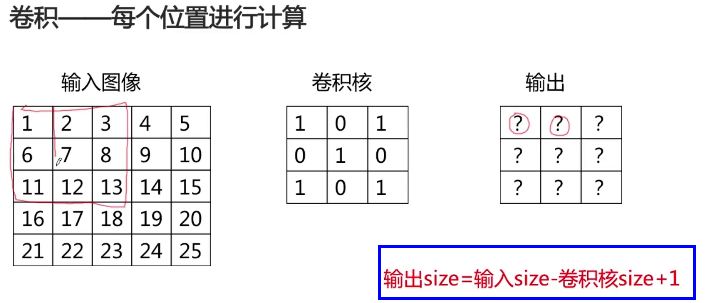 卷积——每个位置进行计算
输入图像 卷积核 输出
1 2 3 4 5 1 0 1 ? ? ?
6 7 8 9 10 0 1 0 ? ? ?
11 12 13 14 15 1 0 1 ? ? ?
16 17 18 19 20
21 22 23 24 25
输出size=输入size-卷积核size+1